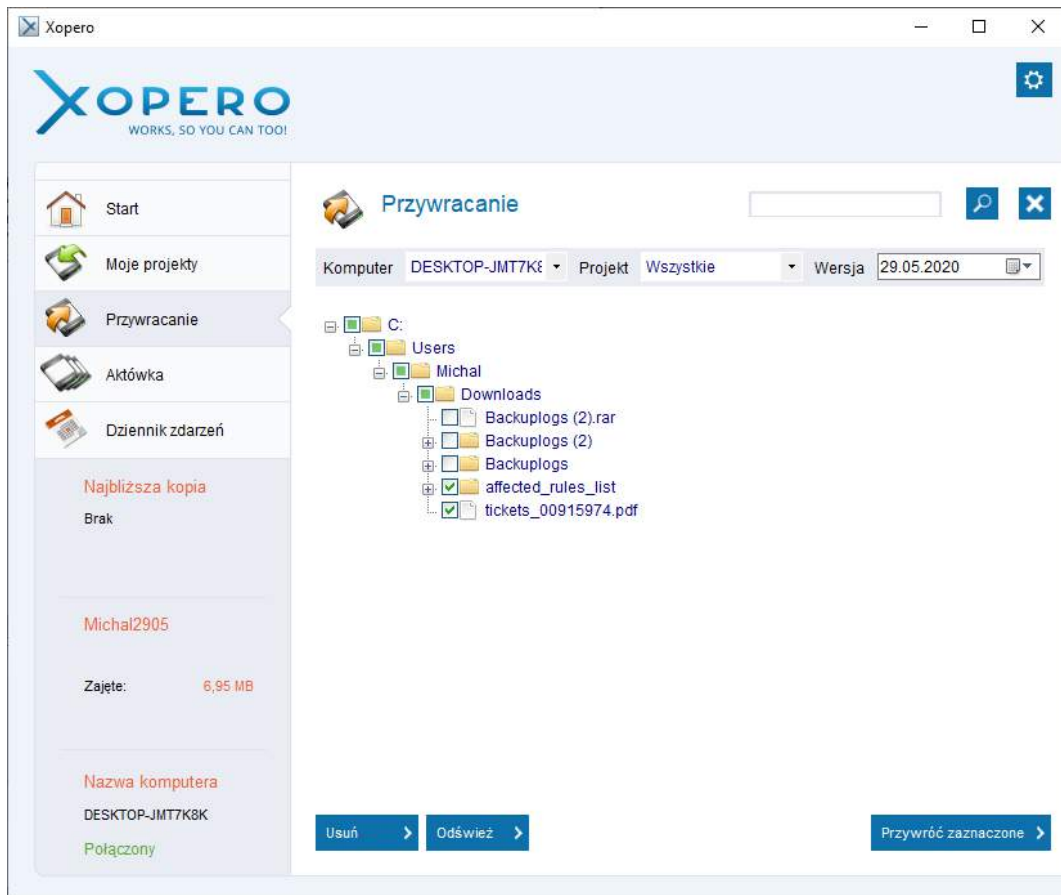 Xopero
XOPERO
WORKS, SO YOU CAN TOO!
Start
Moje projekty
Przywracanie
Aktówka
Dziennik zdarzeń
Najbliższa kopia
Brak
Michal2905
Zajęte: 6,95 MB
Nazwa komputera
DESKTOP-JMT7K8K
Połączony
Przywracanie
Komputer DESKTOP-JMT7K8 Projekt Wszystkie Wersja 29.05.2020
C:
Users
Michal
Downloads
Backuplogs (2).rar
Backuplogs (2)
Backuplogs
affected_rules_list
tickets_00915974.pdf
Usuń Odśwież Przywróć zaznaczone